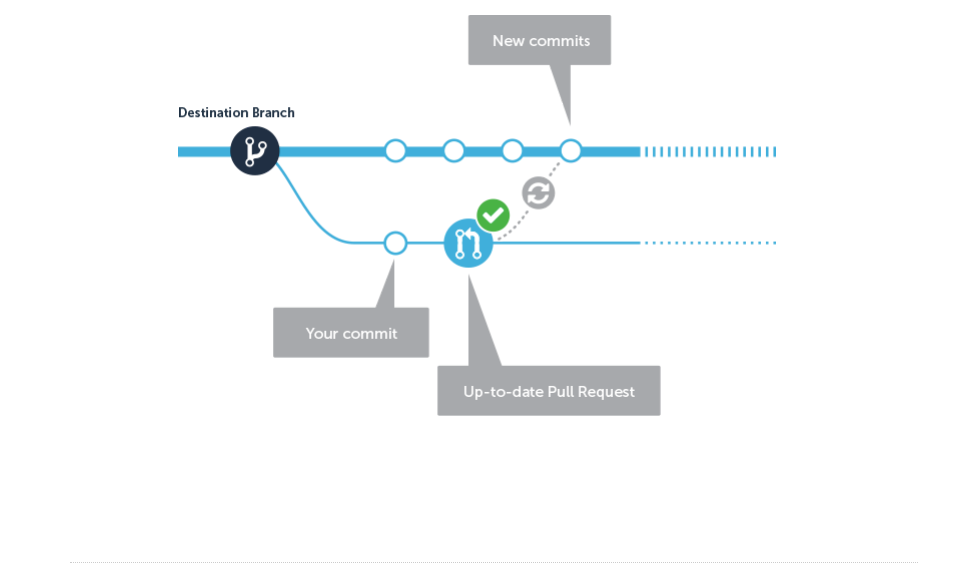 New commits
Destination Branch
Your commit
Up-to-date Pull Request